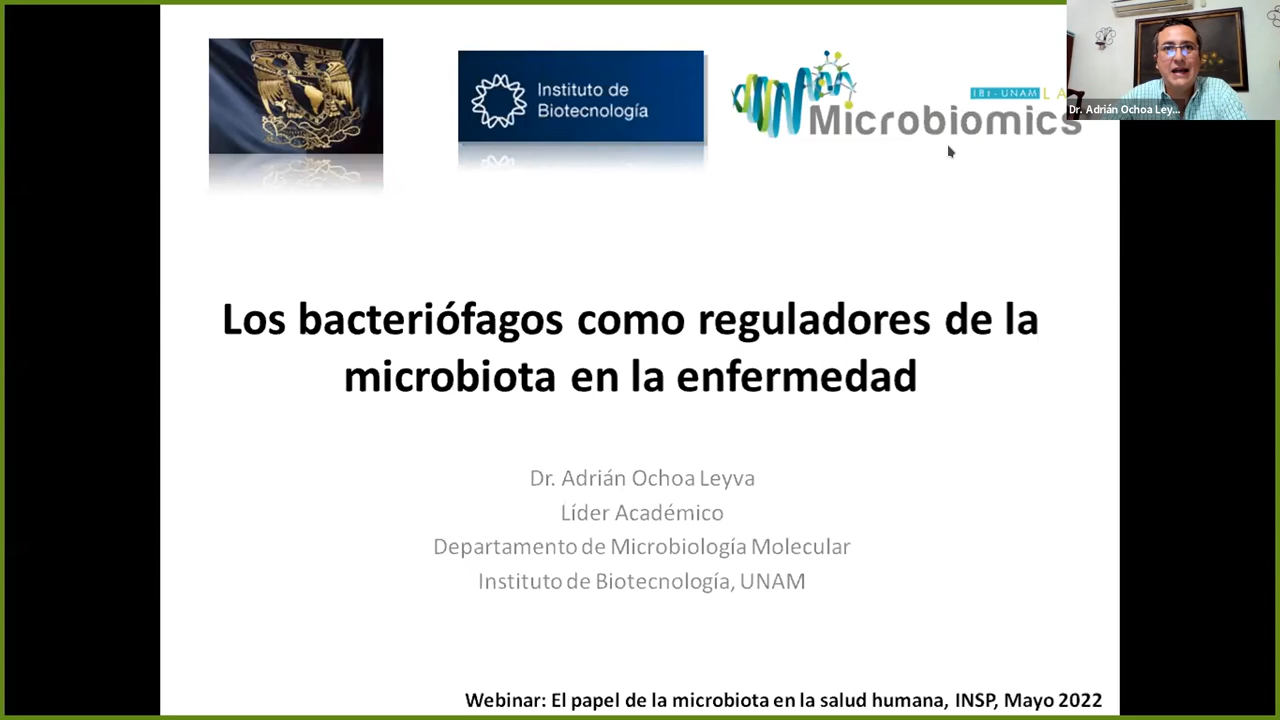 Instituto de
Biotecnología
IBt-UNAM LA
Microbiomics
Dr. Adrián Ochoa Ley...
Los bacteriófagos como reguladores de la
microbiota en la enfermedad
Dr. Adrián Ochoa Leyva
Líder Académico
Departamento de Microbiología Molecular
Instituto de Biotecnología, UNAM
Webinar: El papel de la microbiota en la salud humana, INSP, Mayo 2022